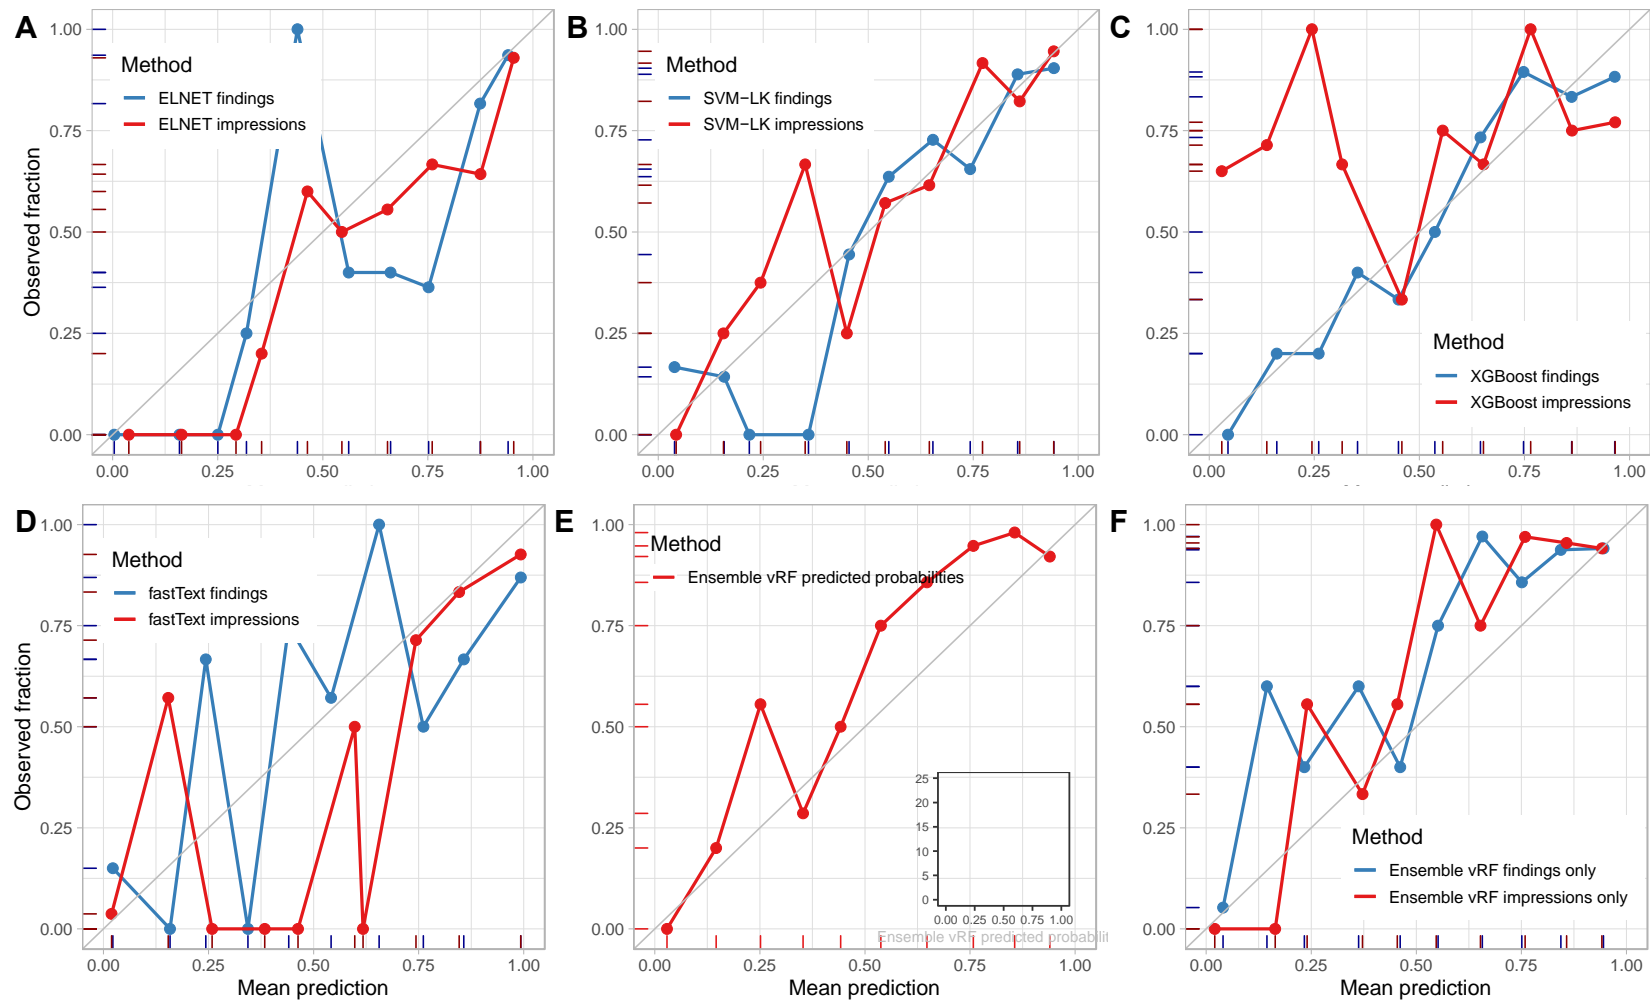 A
Method
ELNET findings
ELNET impressions
Observed fraction
1.00
0.75
0.50
0.25
0.00
0.00 0.25 0.50 0.75 1.00
B
Method
SVM−LK findings
SVM−LK impressions
1.00
0.75
0.50
0.25
0.00
0.00 0.25 0.50 0.75 1.00
C
Method
XGBoost findings
XGBoost impressions
1.00
0.75
0.50
0.25
0.00
0.00 0.25 0.50 0.75 1.00
D
Method
fastText findings
fastText impressions
Observed fraction
1.00
0.75
0.50
0.25
0.00
0.00 0.25 0.50 0.75 1.00
Mean prediction
E
Method
Ensemble vRF predicted probabilities
1.00
0.75
0.50
0.25
0.00
25
20
15
10
5
0
0.00 0.25 0.50 0.75 1.00
Ensemble vRF predicted probabilit
0.00 0.25 0.50 0.75 1.00
Mean prediction
F
Method
Ensemble vRF findings only
Ensemble vRF impressions only
1.00
0.75
0.50
0.25
0.00
0.00 0.25 0.50 0.75 1.00
Mean prediction